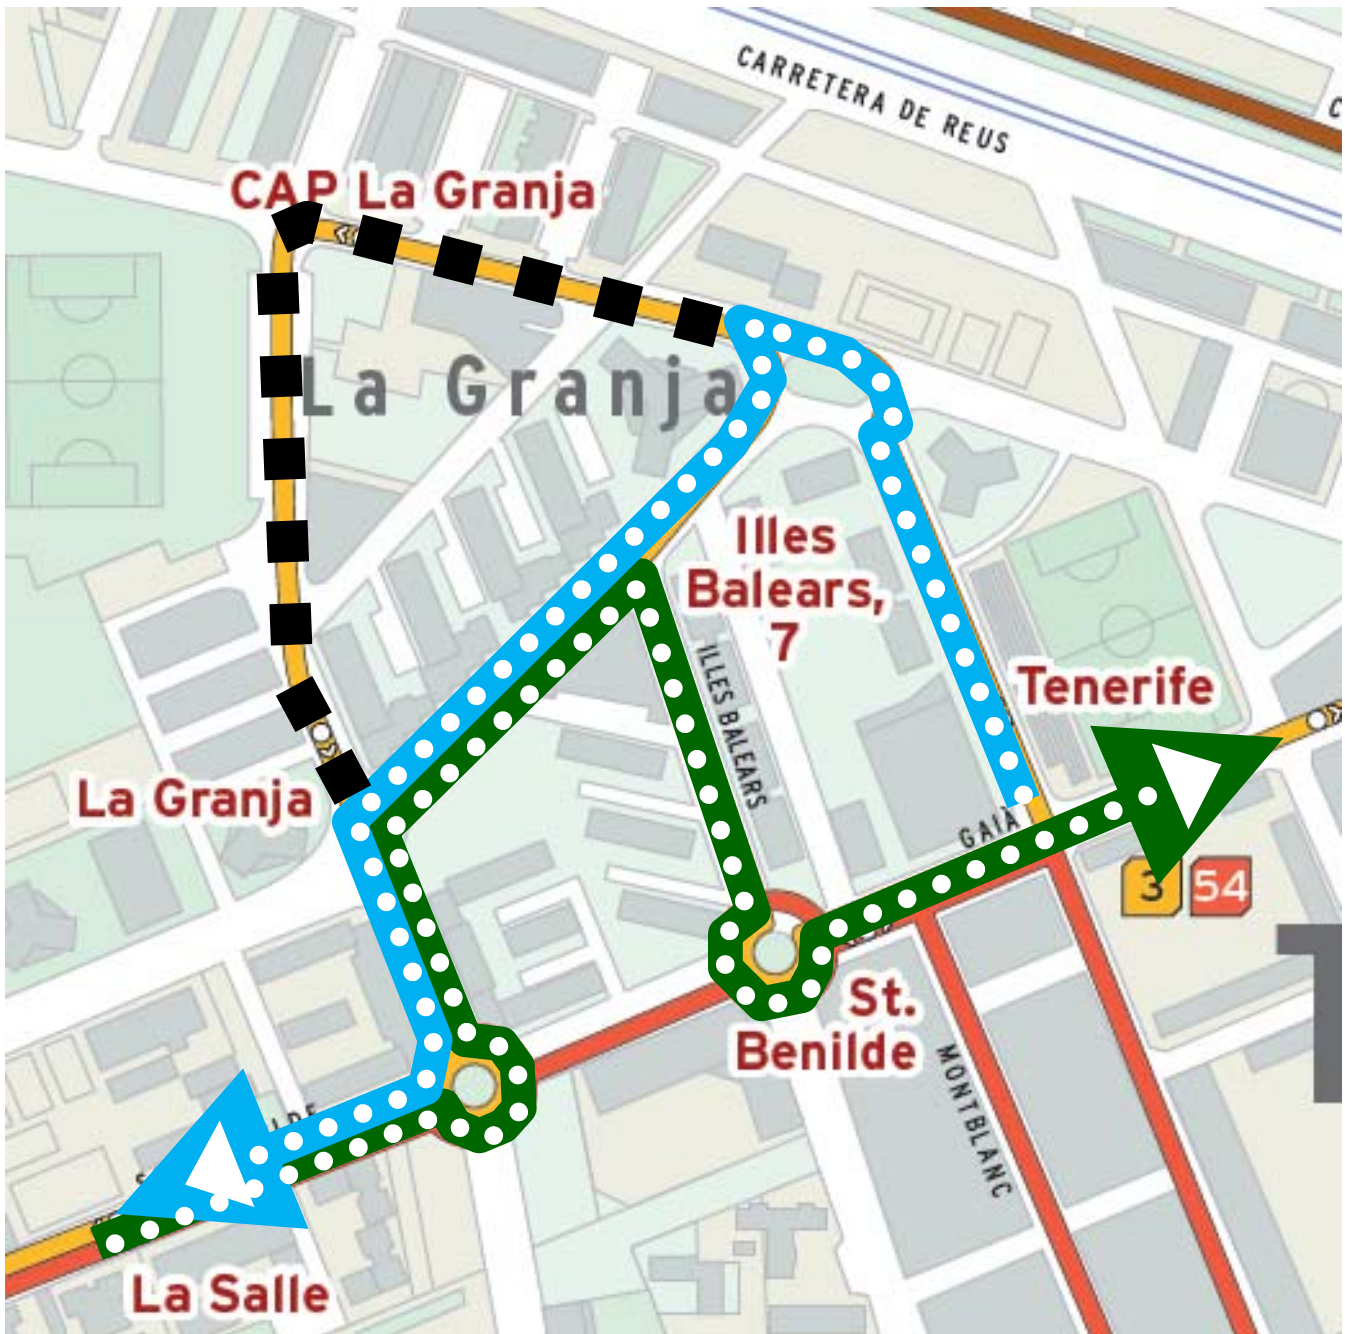 CARRETERA DE REUS
C
CAP La Granja
La Granja
Illes
Balears,
7
ILLES BALEARS
Tenerife
La Granja
GAIÀ
3
54
T
St.
Benilde
MONTBLANC
La Salle